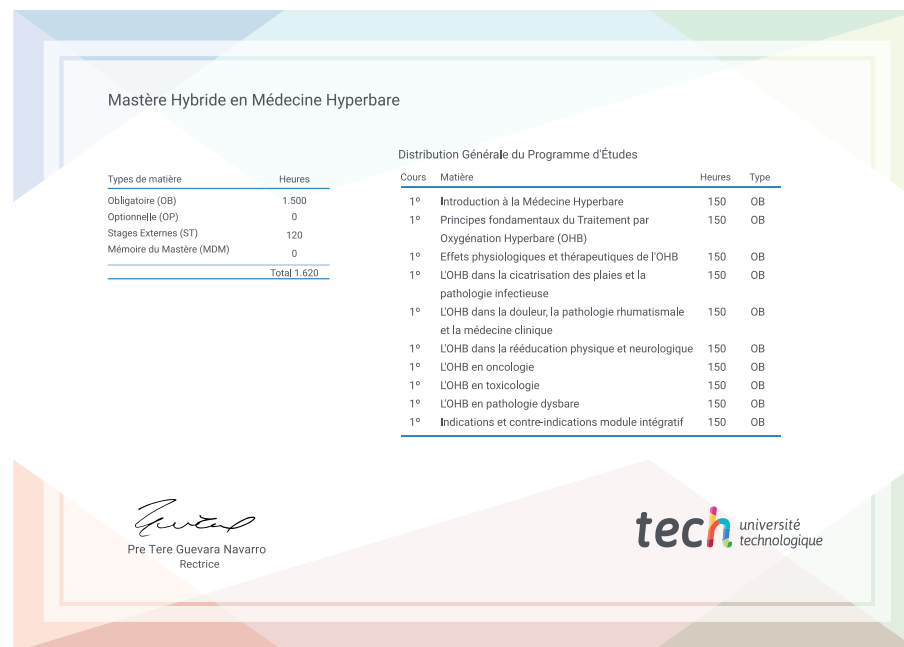 Mastère Hybride en Médecine Hyperbare
Types de matière Heures
Obligatoire (OB) 1.500
Optionnelle (OP) 0
Stages Externes (ST) 120
Mémoire du Mastère (MDM) 0
Total 1.620
Distribution Générale du Programme d'Études
Cours Matière Heures Type
1º Introduction à la Médecine Hyperbare 150 OB
1º Principes fondamentaux du Traitement par
Oxygénation Hyperbare (OHB) 150 OB
1º Effets physiologiques et thérapeutiques de l'OHB 150 OB
1º L'OHB dans la cicatrisation des plaies et la
pathologie infectieuse 150 OB
1º L'OHB dans la douleur, la pathologie rhumatismale
et la médecine clinique 150 OB
1º L'OHB dans la rééducation physique et neurologique 150 OB
1º L'OHB en oncologie 150 OB
1º L'OHB en toxicologie 150 OB
1º L'OHB en pathologie dysbare 150 OB
1º Indications et contre-indications module intégratif 150 OB
Pre Tere Guevara Navarro
Rectrice
tech université
technologique